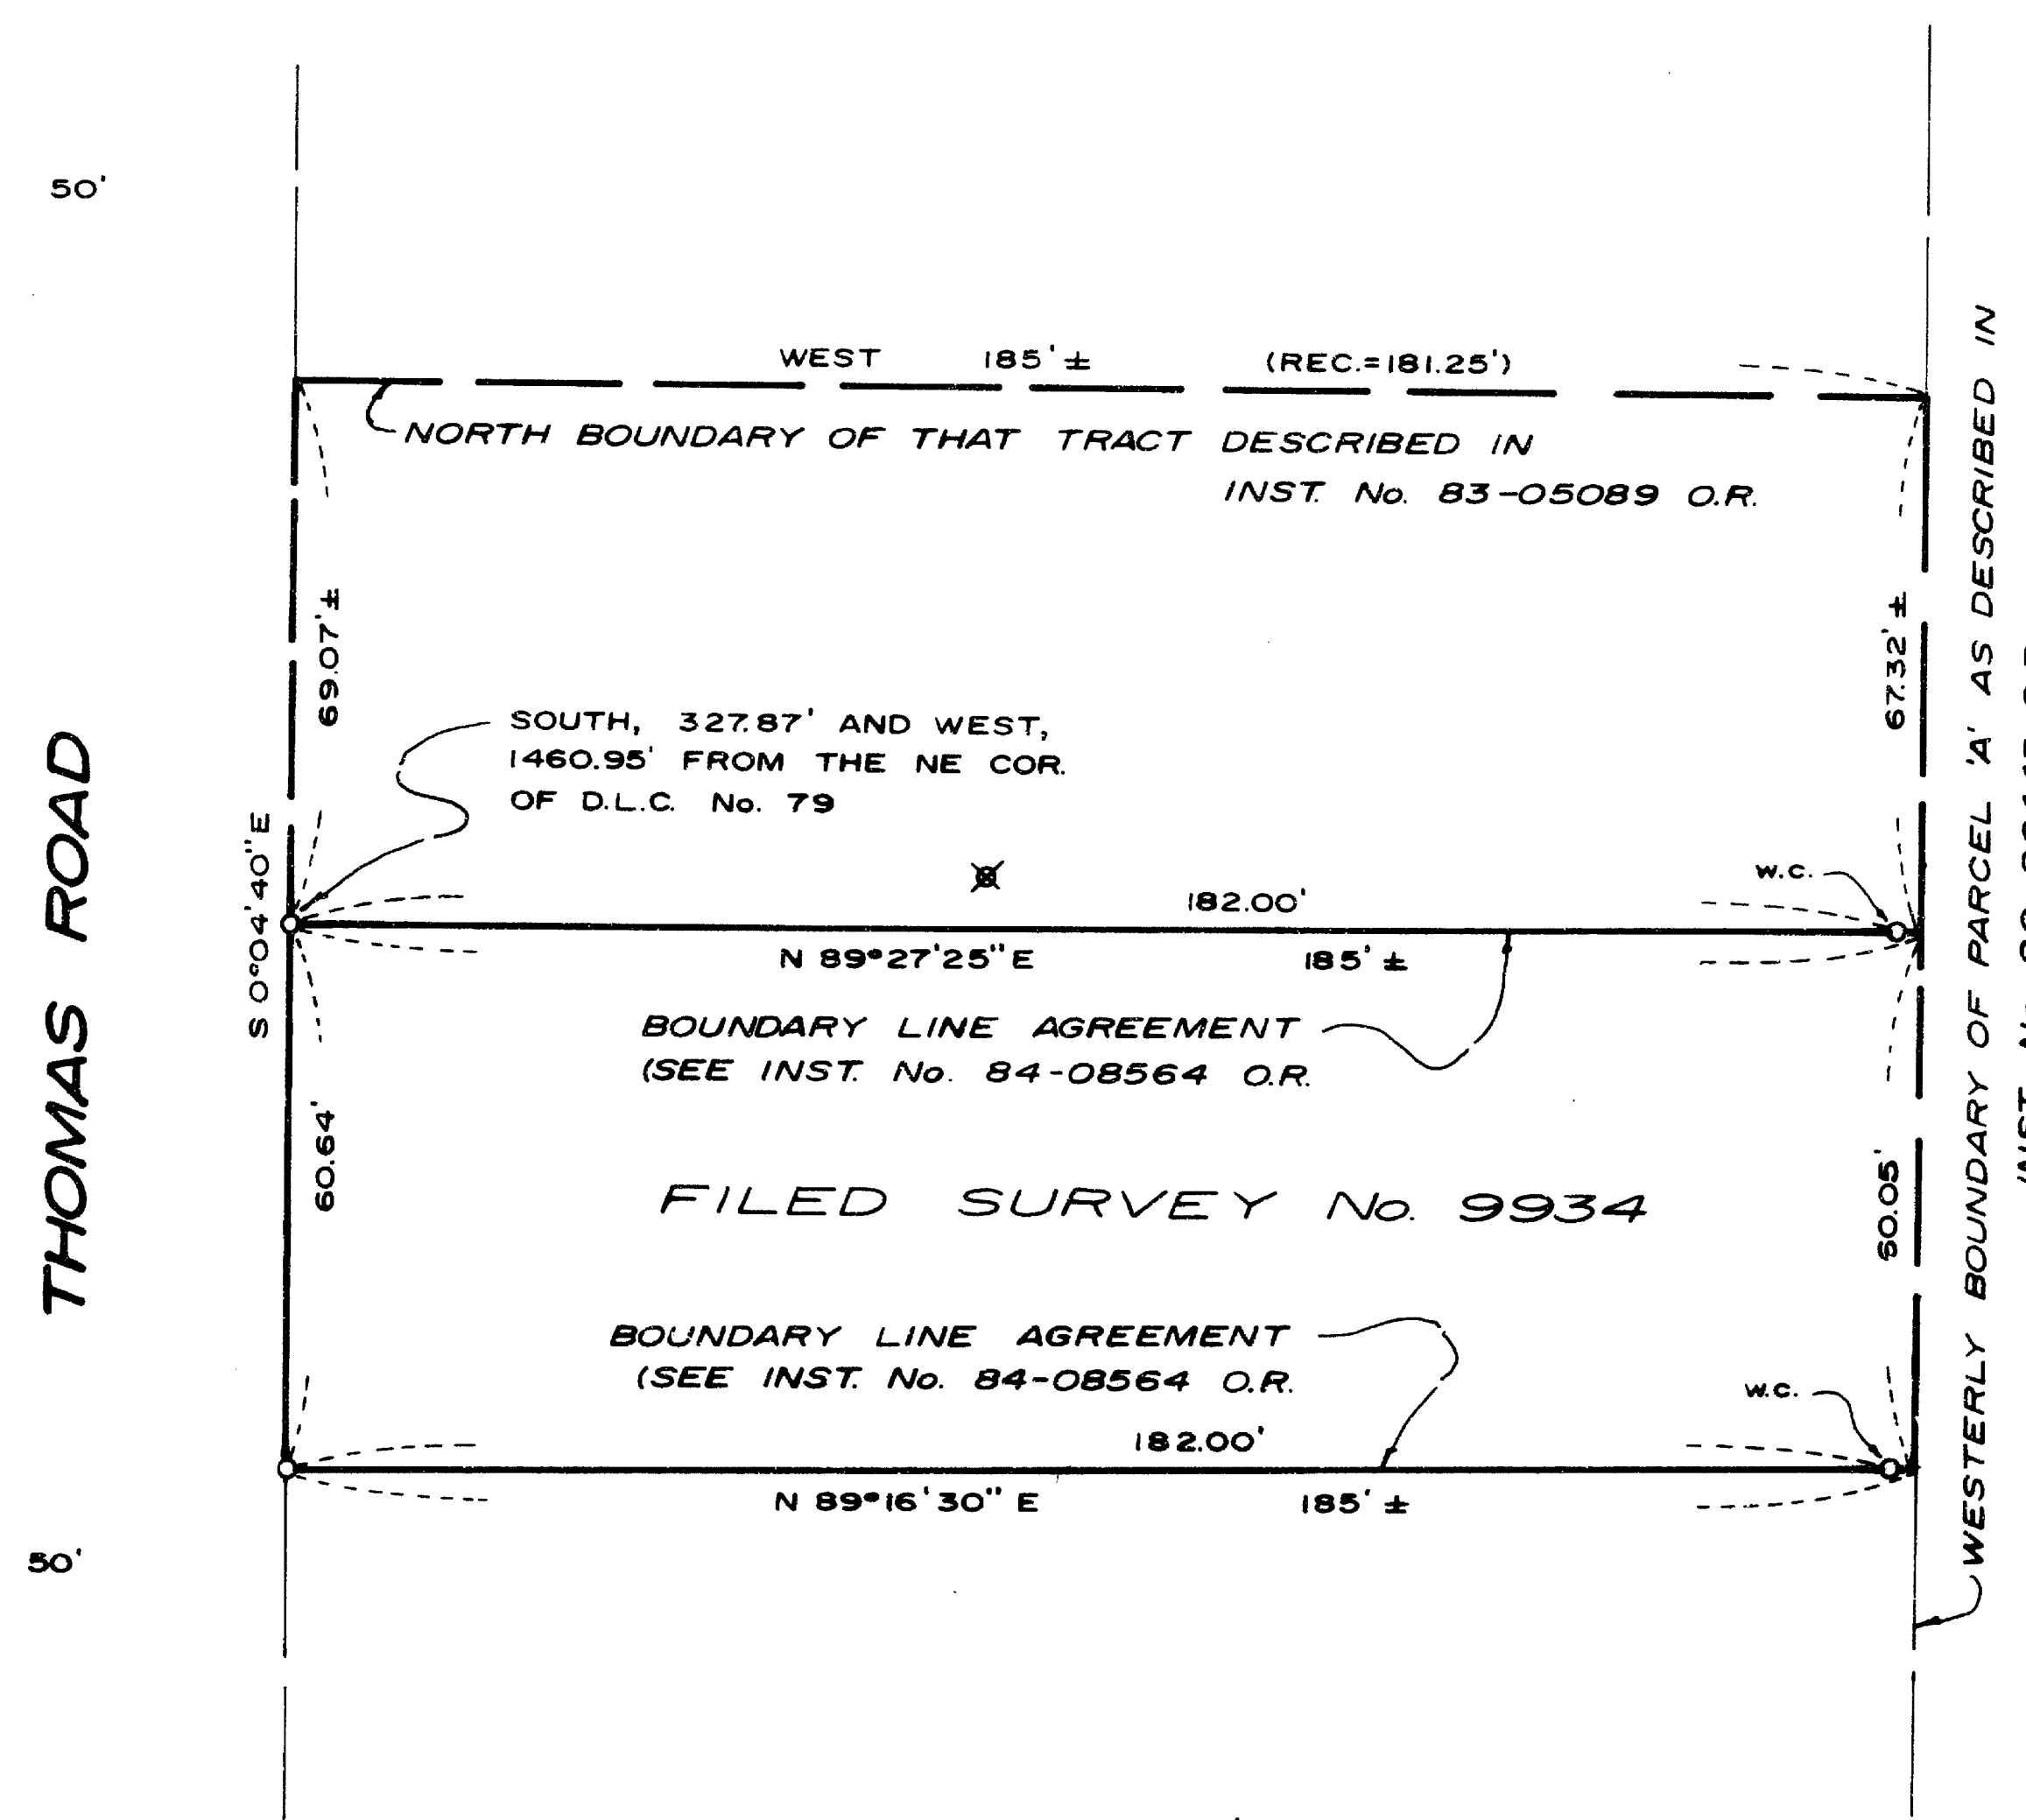 50'
WEST 185'± (REC.=181.25')
NORTH BOUNDARY OF THAT TRACT DESCRIBED IN
INST. No. 83-05089 O.R.
69.07'±
67.32'±
SOUTH, 327.87' AND WEST,
1460.95' FROM THE NE COR.
OF D.L.C. No. 79
THOMAS ROAD
S 0°04'40"E
W.C.
182.00'
N 89°27'25"E 185'±
BOUNDARY LINE AGREEMENT
(SEE INST. No. 84-08564 O.R.
60.64'
60.05'
FILED SURVEY No. 9934
BOUNDARY LINE AGREEMENT
(SEE INST. No. 84-08564 O.R.
W.C.
182.00'
N 89°16'30"E 185'±
50'
WESTERLY BOUNDARY OF PARCEL 'A' AS DESCRIBED IN